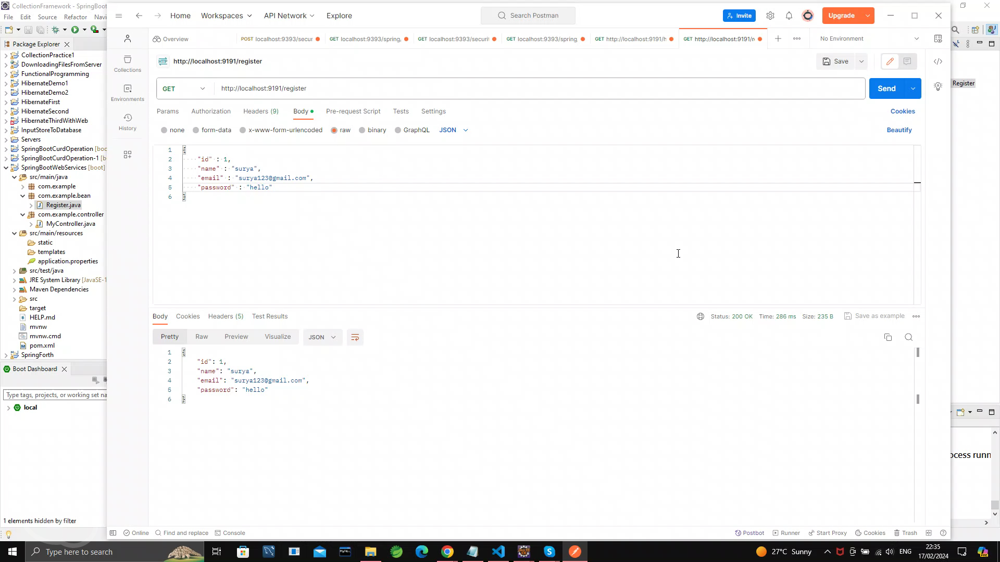 CollectionFramework - SpringBoot
File Edit Source Refactor Navi
Package Explorer
CollectionPractice1
DownloadingFilesFromServer
FunctionalProgramming
HibernateDemo1
HibernateDemo2
HibernateFirst
HibernateSecond
HibernateThirdWithWeb
InputStoreToDatabase
Servers
SpringBootCurdOperation [boo
SpringBootCurdOperation-1 [b
SpringBootWebServices [boot]
src/main/java
com.example
com.example.bean
Register.java
com.example.controller
MyController.java
src/main/resources
static
templates
application.properties
src/test/java
JRE System Library [JavaSE-1
Maven Dependencies
src
target
HELP.md
mvnw
mvnw.cmd
pom.xml
SpringForth
Boot Dashboard
Type tags, projects, or working set na
local
1 elements hidden by filter
Home Workspaces API Network Explore
Search Postman
Invite
Upgrade
Collections
Environments
History
Overview
POST localhost:9393/secur
GET localhost:9393/spring,
GET localhost:9393/securit
GET localhost:9393/spring.
GET http://localhost:9191/h
GET http://localhost:9191/r
No Environment
HTTP http://localhost:9191/register
Save
GET http://localhost:9191/register
Send
Params Authorization Headers (9) Body Pre-request Script Tests Settings
Cookies
none form-data x-www-form-urlencoded raw binary GraphQL JSON
Beautify
1 {
2 "id" : 1,
3 "name" : "surya",
4 "email" : "surya123@gmail.com",
5 "password" : "hello"
6 }
Body Cookies Headers (5) Test Results
Status: 200 OK Time: 286 ms Size: 235 B
Save as example
Pretty Raw Preview Visualize JSON
1 {
2 "id": 1,
3 "name": "surya",
4 "email": "surya123@gmail.com",
5 "password": "hello"
6 }
Online Find and replace Console
Postbot Runner Start Proxy Cookies Trash
Register
ocess runn
Type here to search
27°C Sunny
ENG
22:35
17/02/2024